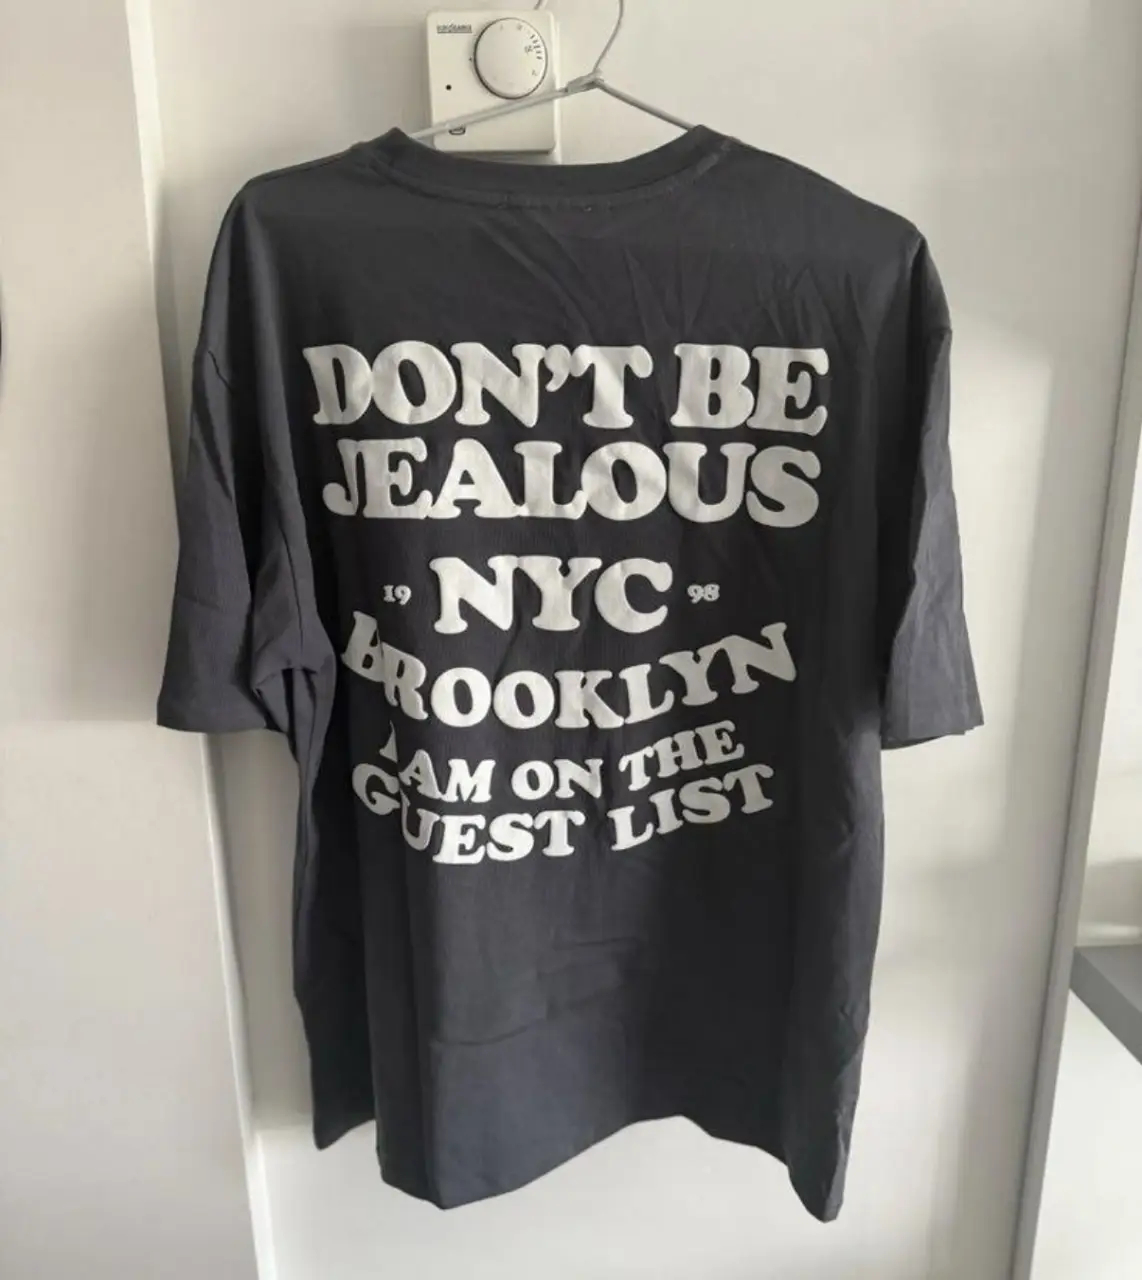 DON'T BE
JEALOUS
19 NYC 98
BROOKLYN
I AM ON THE
GUEST LIST